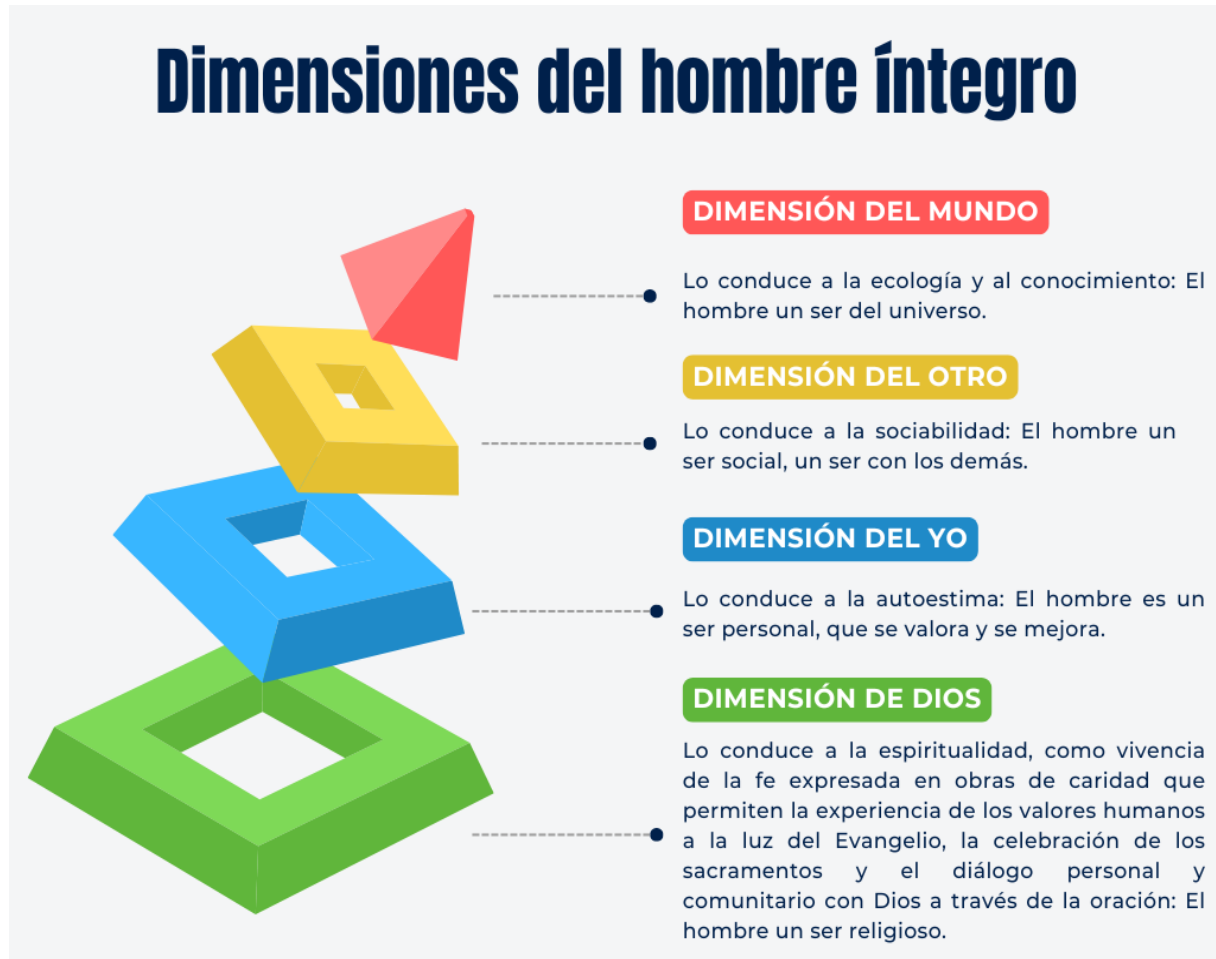 Dimensiones del hombre íntegro
DIMENSIÓN DEL MUNDO
Lo conduce a la ecología y al conocimiento: El
hombre un ser del universo.
DIMENSIÓN DEL OTRO
Lo conduce a la sociabilidad: El hombre un
ser social, un ser con los demás.
DIMENSIÓN DEL YO
Lo conduce a la autoestima: El hombre es un
ser personal, que se valora y se mejora.
DIMENSIÓN DE DIOS
Lo conduce a la espiritualidad, como vivencia
de la fe expresada en obras de caridad que
permiten la experiencia de los valores humanos
a la luz del Evangelio, la celebración de los
sacramentos y el diálogo personal y
comunitario con Dios a través de la oración: El
hombre un ser religioso.